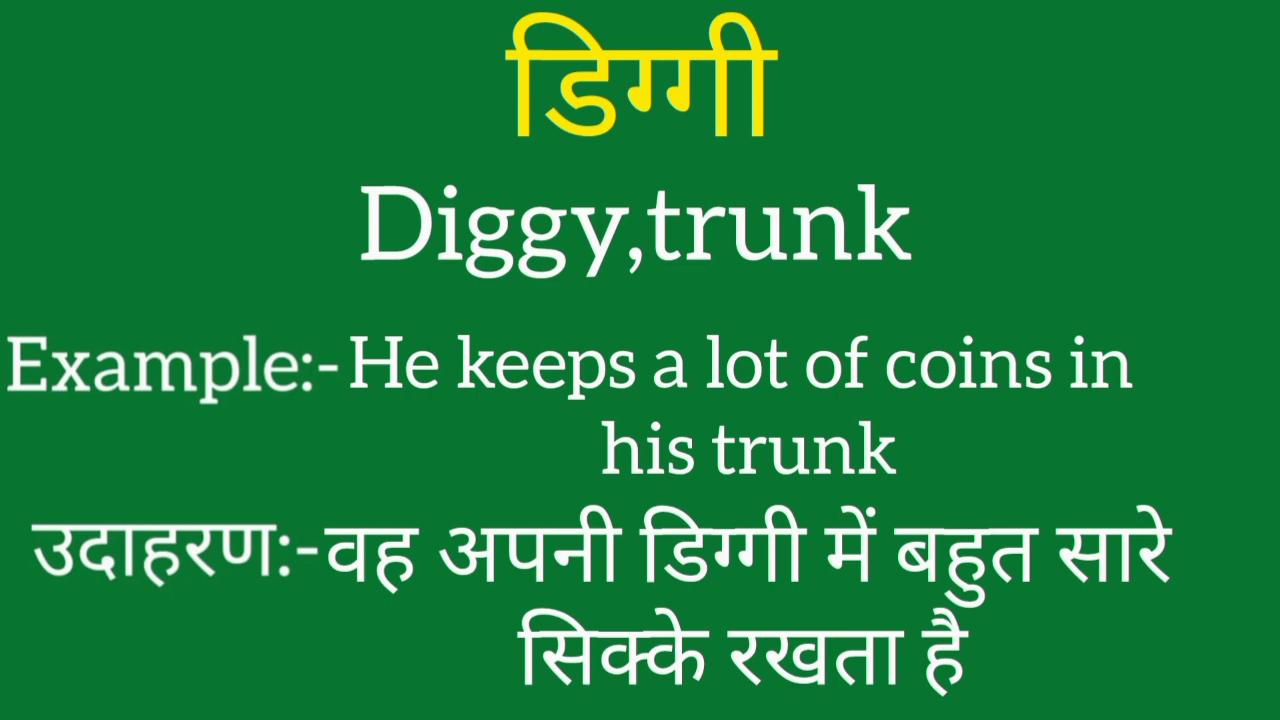 डिग्गी
Diggy,trunk
Example:-He keeps a lot of coins in
his trunk
उदाहरण:-वह अपनी डिग्गी में बहुत सारे
सिक्के रखता है